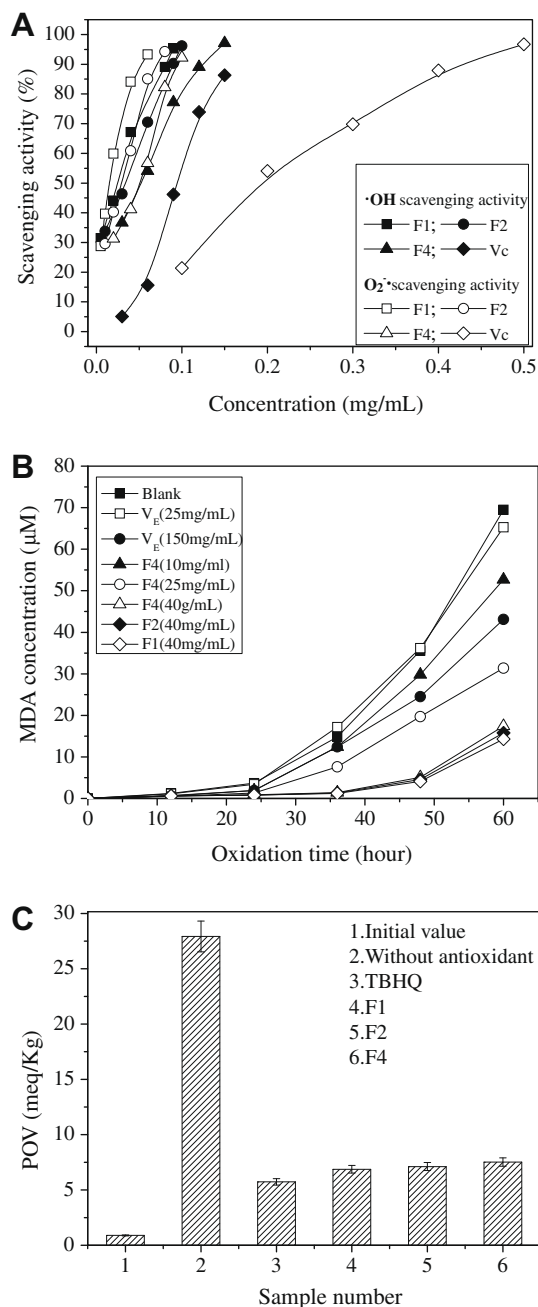 A
Scavenging activity (%)
100
90
80
70
60
50
40
30
20
10
0
·OH scavenging activity
F1; F2
F4; Vc
O₂⁻·scavenging activity
F1; F2
F4; Vc
0.0 0.1 0.2 0.3 0.4 0.5
Concentration (mg/mL)
B
MDA concentration (μM)
80
70
60
50
40
30
20
10
0
Blank
V_E(25mg/mL)
V_E(150mg/mL)
F4(10mg/ml)
F4(25mg/mL)
F4(40g/mL)
F2(40mg/mL)
F1(40mg/mL)
0 10 20 30 40 50 60
Oxidation time (hour)
C
POV (meq/Kg)
30
25
20
15
10
5
0
1.Initial value
2.Without antioxidant
3.TBHQ
4.F1
5.F2
6.F4
1 2 3 4 5 6
Sample number